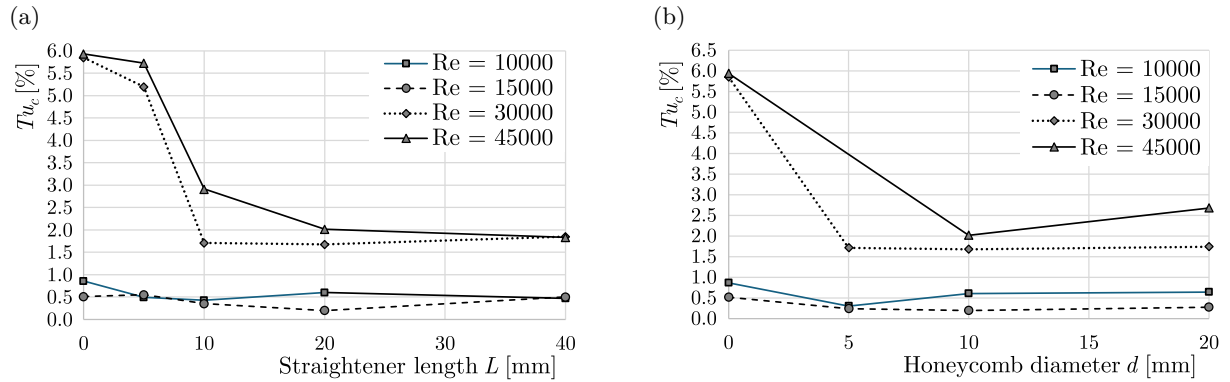 (a)
Tu_c [%]
6.0
5.5
5.0
4.5
4.0
3.5
3.0
2.5
2.0
1.5
1.0
0.5
0.0
Re = 10000
Re = 15000
Re = 30000
Re = 45000
0 10 20 30 40
Straightener length L [mm]
(b)
Tu_c [%]
6.5
6.0
5.5
5.0
4.5
4.0
3.5
3.0
2.5
2.0
1.5
1.0
0.5
0.0
Re = 10000
Re = 15000
Re = 30000
Re = 45000
0 5 10 15 20
Honeycomb diameter d [mm]